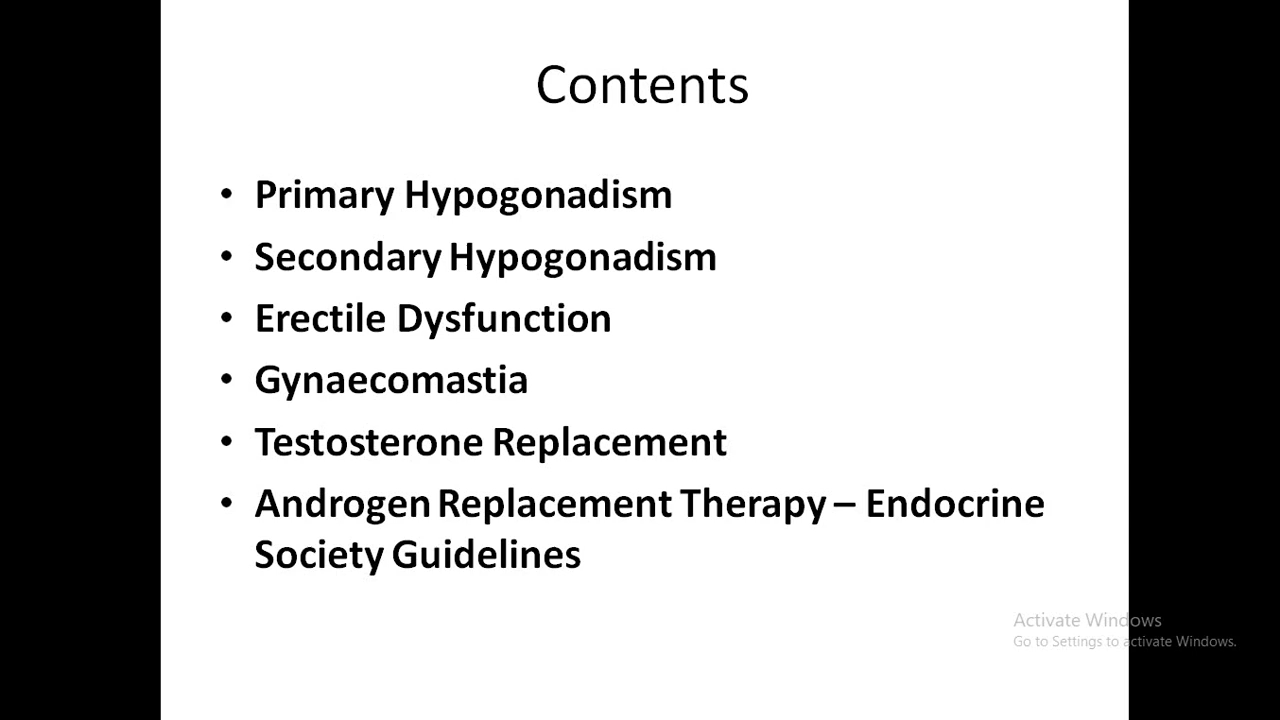 Contents
• Primary Hypogonadism
• Secondary Hypogonadism
• Erectile Dysfunction
• Gynaecomastia
• Testosterone Replacement
• Androgen Replacement Therapy – Endocrine
Society Guidelines
Activate Windows
Go to Settings to activate Windows.